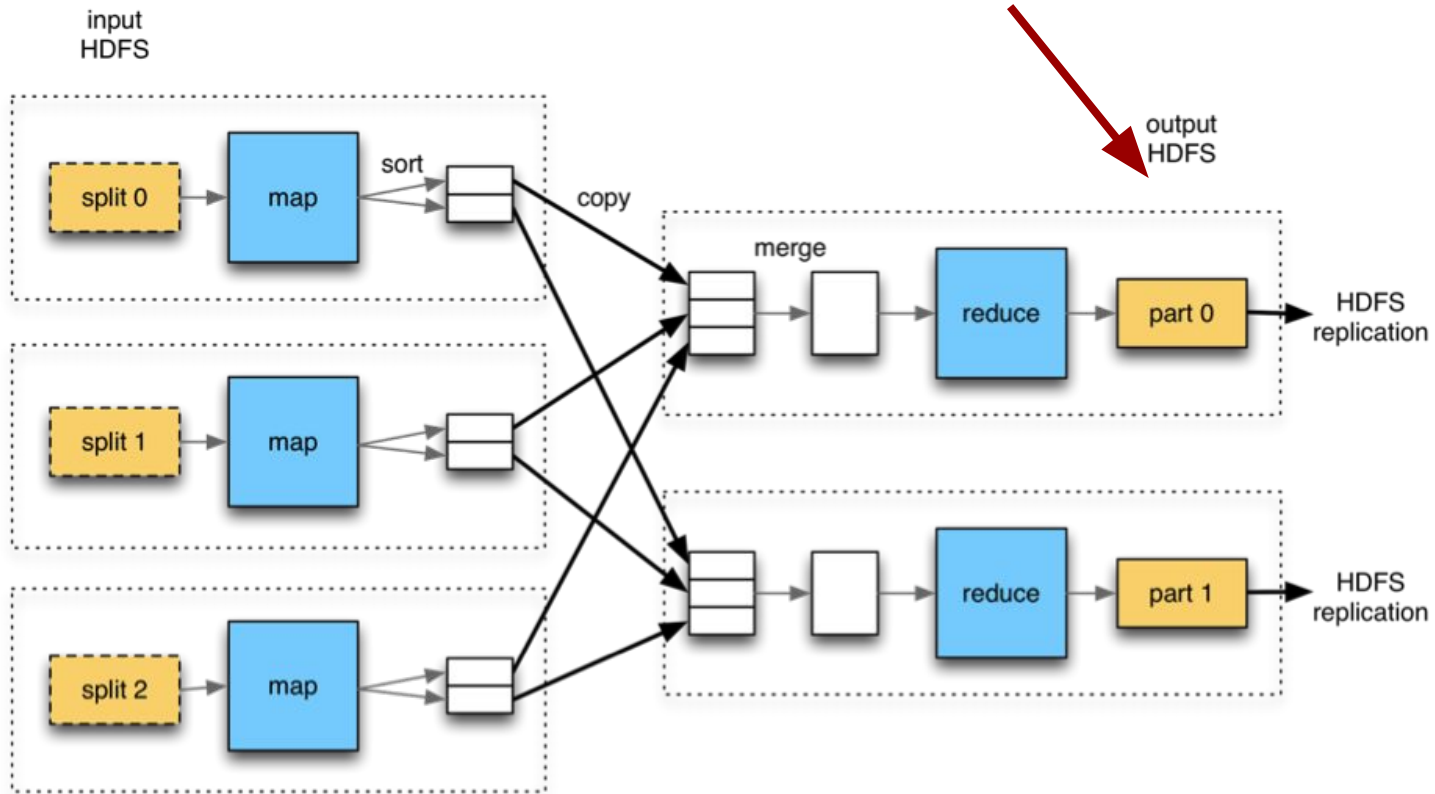 input
HDFS
output
HDFS
split 0
map
sort
copy
merge
reduce
part 0
HDFS
replication
split 1
map
reduce
part 1
HDFS
replication
split 2
map